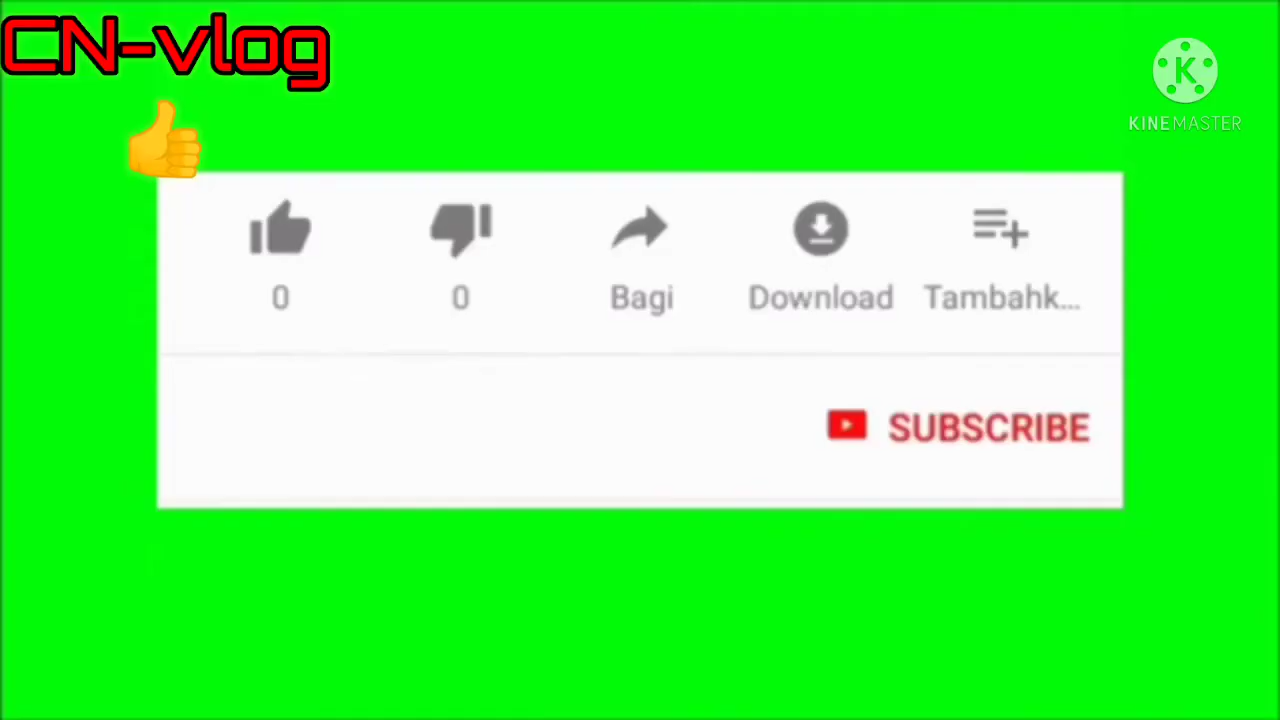 CN-vlog
K
KINEMASTER
0
0
Bagi
Download
Tambahk...
SUBSCRIBE